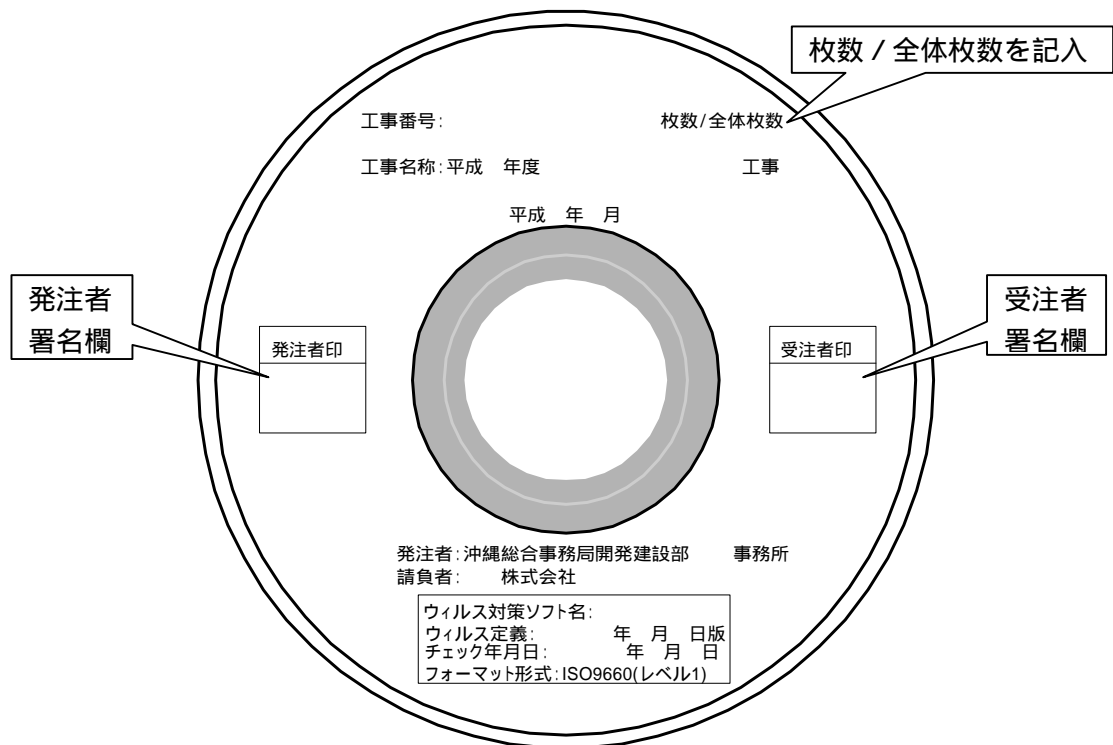 枚数 / 全体枚数を記入
工事番号: 枚数/全体枚数
工事名称:平成 年度 工事
平成 年 月
発注者
署名欄
発注者印
受注者印
受注者
署名欄
発注者:沖縄総合事務局開発建設部 事務所
請負者: 株式会社
ウィルス対策ソフト名:
ウィルス定義: 年 月 日版
チェック年月日: 年 月 日
フォーマット形式:ISO9660(レベル1)